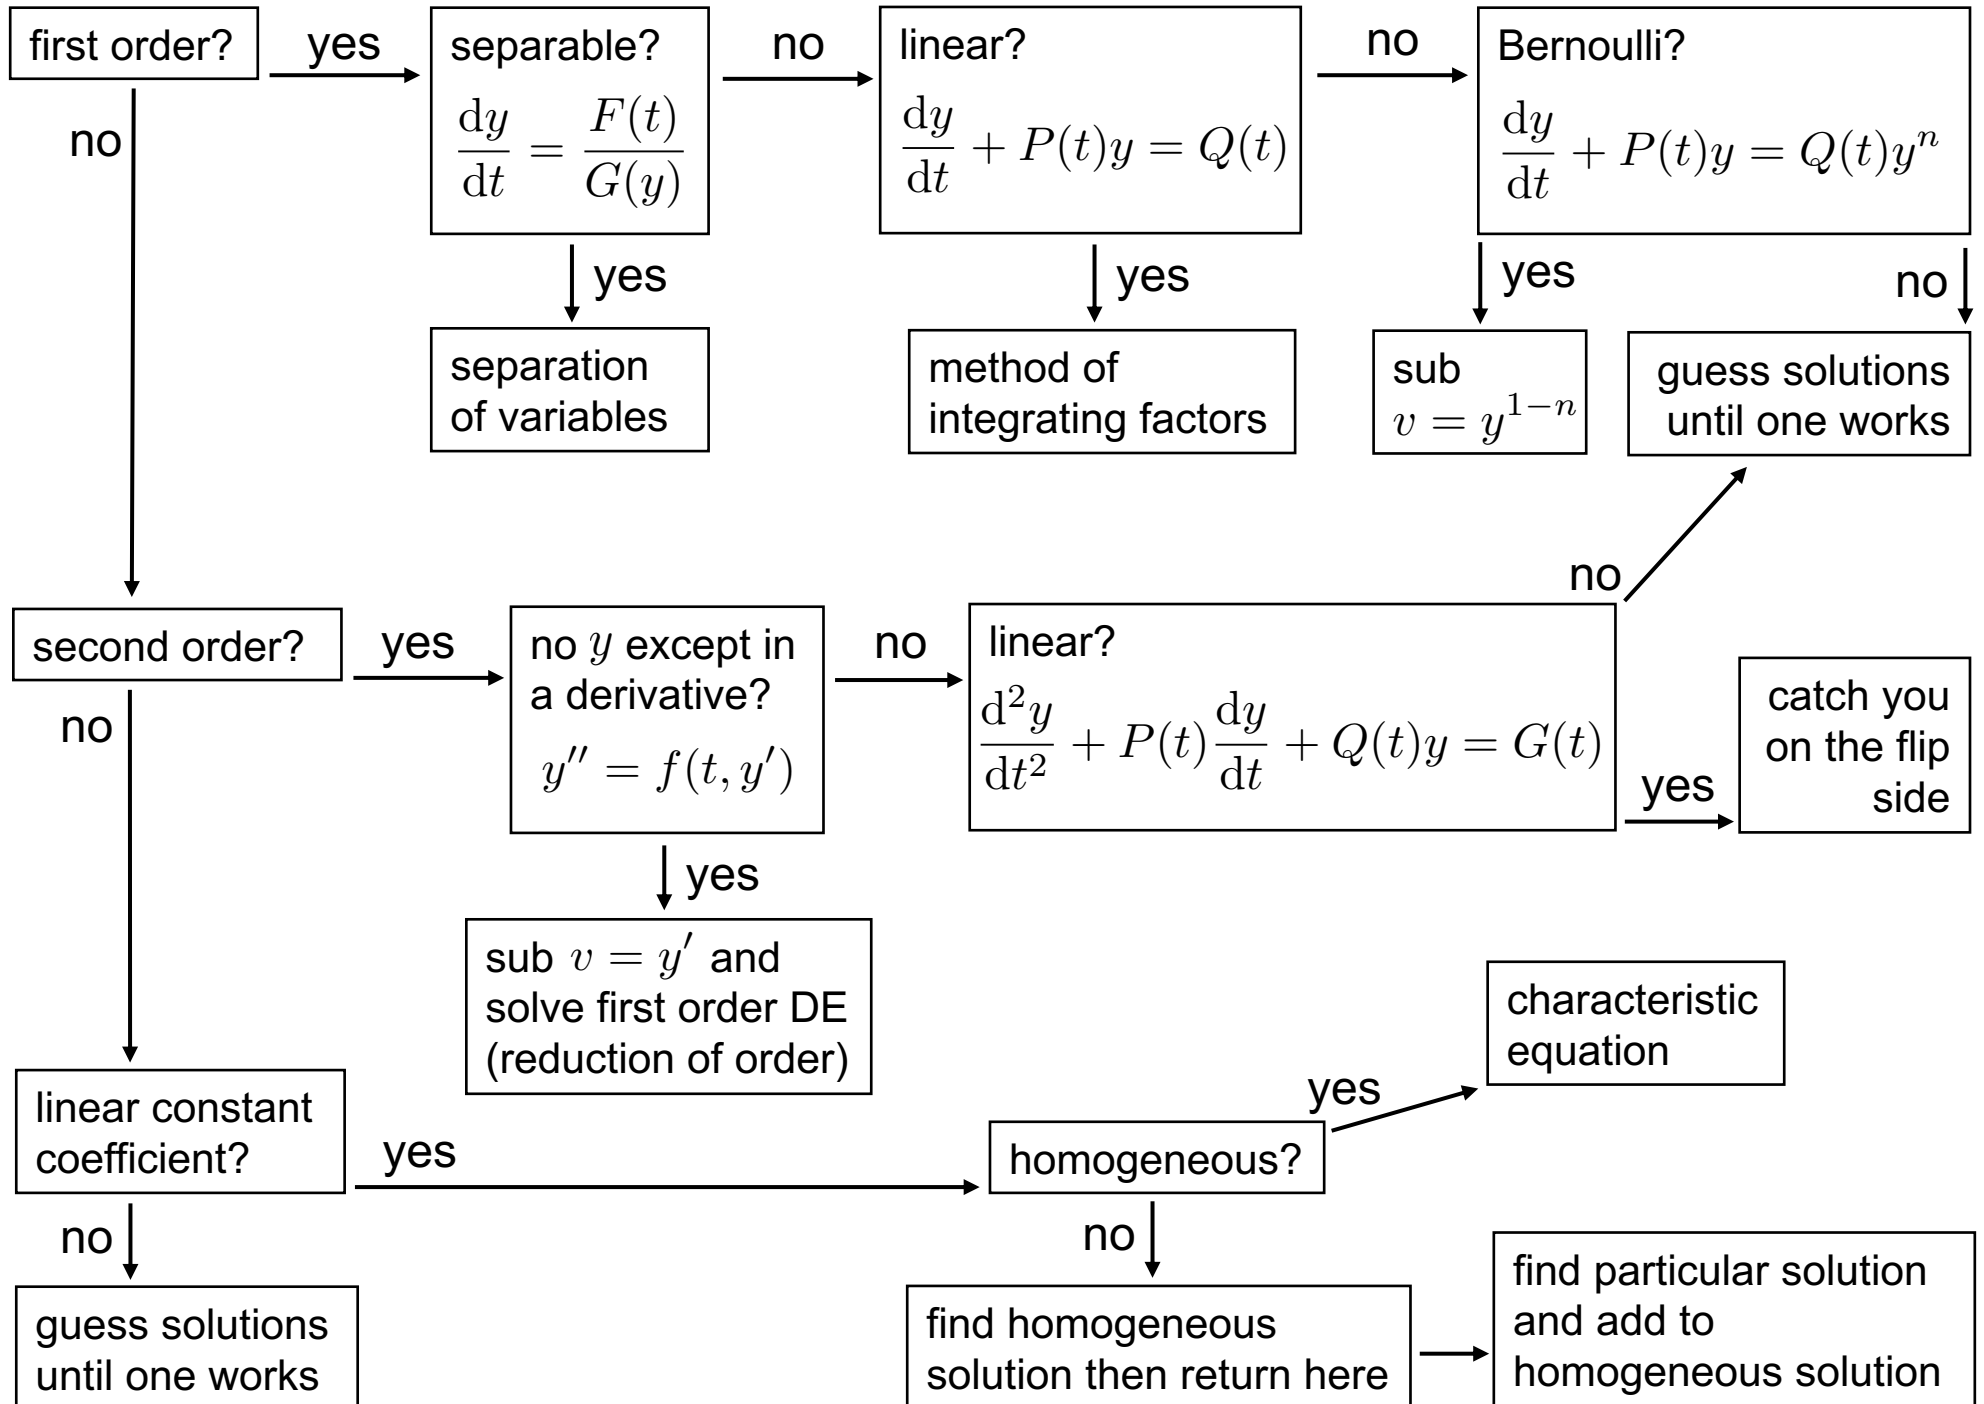 first order?
yes
separable?
no
linear?
no
Bernoulli?
dy/dt = F(t)/G(y)
dy/dt + P(t)y = Q(t)
dy/dt + P(t)y = Q(t)yⁿ
no
yes
yes
yes
no
separation
of variables
method of
integrating factors
sub
v = y¹⁻ⁿ
guess solutions
until one works
second order?
yes
no y except in
a derivative?
y″ = f(t, y′)
no
linear?
d²y/dt² + P(t)dy/dt + Q(t)y = G(t)
no
yes
catch you
on the flip
side
no
yes
sub v = y′ and
solve first order DE
(reduction of order)
linear constant
coefficient?
yes
homogeneous?
yes
characteristic
equation
no
guess solutions
until one works
no
find homogeneous
solution then return here
find particular solution
and add to
homogeneous solution